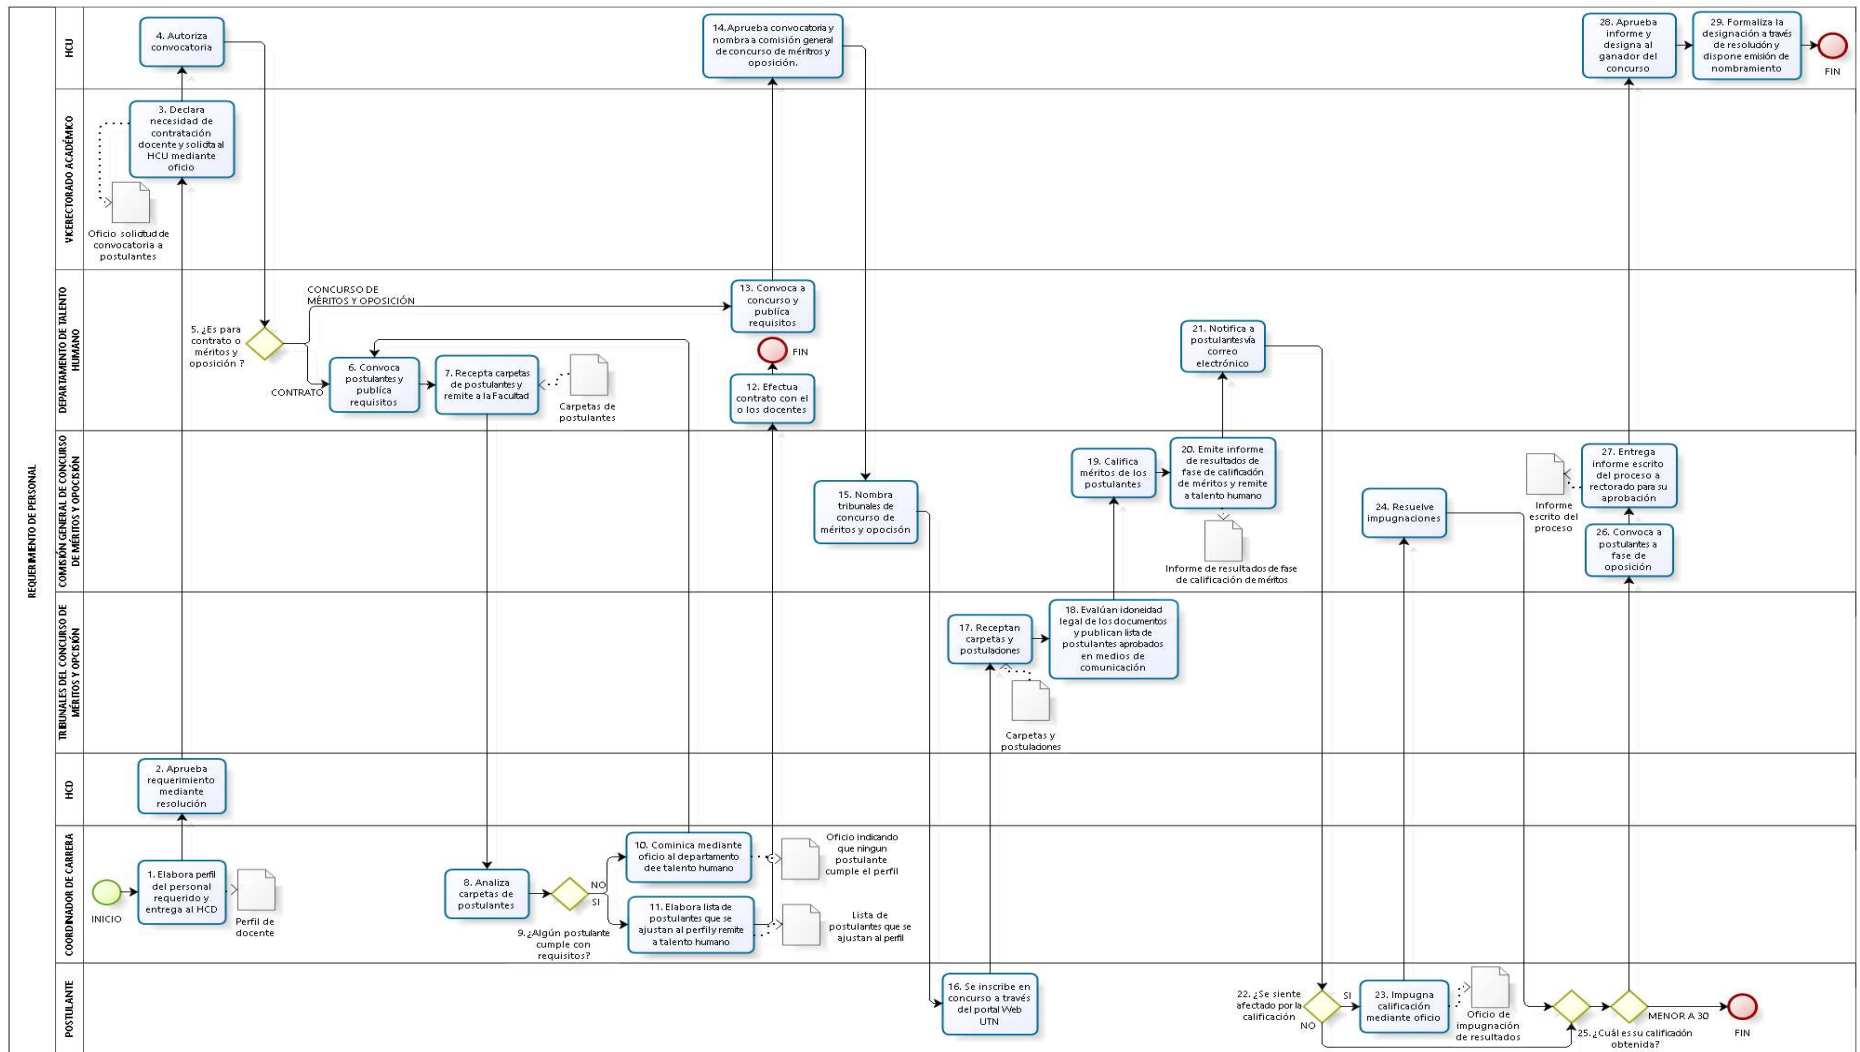 REQUERIMIENTO DE PERSONAL
HCU
4. Autoriza
convocatoria
14.Aprueba convocatoria y
nombra a comisión general
de concurso de méritros y
oposición.
28. Aprueba
informe y
designa al
ganador del
concurso
29. Formaliza la
designación a través
de resolución y
dispone emisión de
nombramiento
FIN
VICERECTORADO ACADÉMICO
3. Declara
necesidad de
contratación
docente y solicita al
HCU mediante
oficio
Oficio solicitud de
convocatoria a
postulantes
DEPARTAMENTO DE TALENTO
HUMANO
5. ¿Es para
contrato o
méritos y
oposición ?
CONCURSO DE
MÉRITOS Y OPOSICIÓN
CONTRATO
6. Convoca
postulantes y
publíca
requisitos
7. Recepta carpetas
de postulantes y
remite a la Facultad
Carpetas de
postulantes
13. Convoca a
concurso y
publíca
requisitos
FIN
12. Efectua
contrato con el
o los docentes
21. Notifica a
postulantes vía
correo
electrónico
COMISIÓN GENERAL DE CONCURSO
DE MÉRITOS Y OPOCISIÓN
15. Nombra
tribunales de
concurso de
méritos y opocisón
19. Califica
méritos de los
postulantes
20. Emite informe
de resultados de
fase de calificación
de méritos y remite
a talento humano
Informe de resultados de fase
de calificación de méritos
24. Resuelve
impugnaciones
Informe
escrito del
proceso
27. Entrega
informe escrito
del proceso a
rectorado para su
aprobación
26. Convoca a
postulantes a
fase de
oposición
TRIBUNALES DEL CONCURSO DE
MÉRITOS Y OPCISIÓN
17. Receptan
carpetas y
postulaciones
Carpetas y
postulaciones
18. Evalúan idoneidad
legal de los documentos
y publican lista de
postulantes aprobados
en medios de
comunicación
HCD
2. Aprueba
requerimiento
mediante
resolución
COORDINADOR DE CARRERA
INICIO
1. Elabora perfil
del personal
requerido y
entrega al HCD
Perfil de
docente
8. Analiza
carpetas de
postulantes
9. ¿Algún postulante
cumple con
requisitos?
NO
SI
10. Cominica mediante
oficio al departamento
dee talento humano
Oficio indicando
que ningun
postulante
cumple el perfil
11. Elabora lista de
postulantes que se
ajustan al perfil y remite
a talento humano
Lista de
postulantes que se
ajustan al perfil
POSTULANTE
16. Se inscribe en
concurso a través
del portal Web
UTN
22. ¿Se siente
afectado por la
calificación
SI
NO
23. Impugna
calificación
mediante oficio
Oficio de
impugnación
de resultados
25. ¿Cuál es su calificación
obtenida?
MENOR A 30
FIN